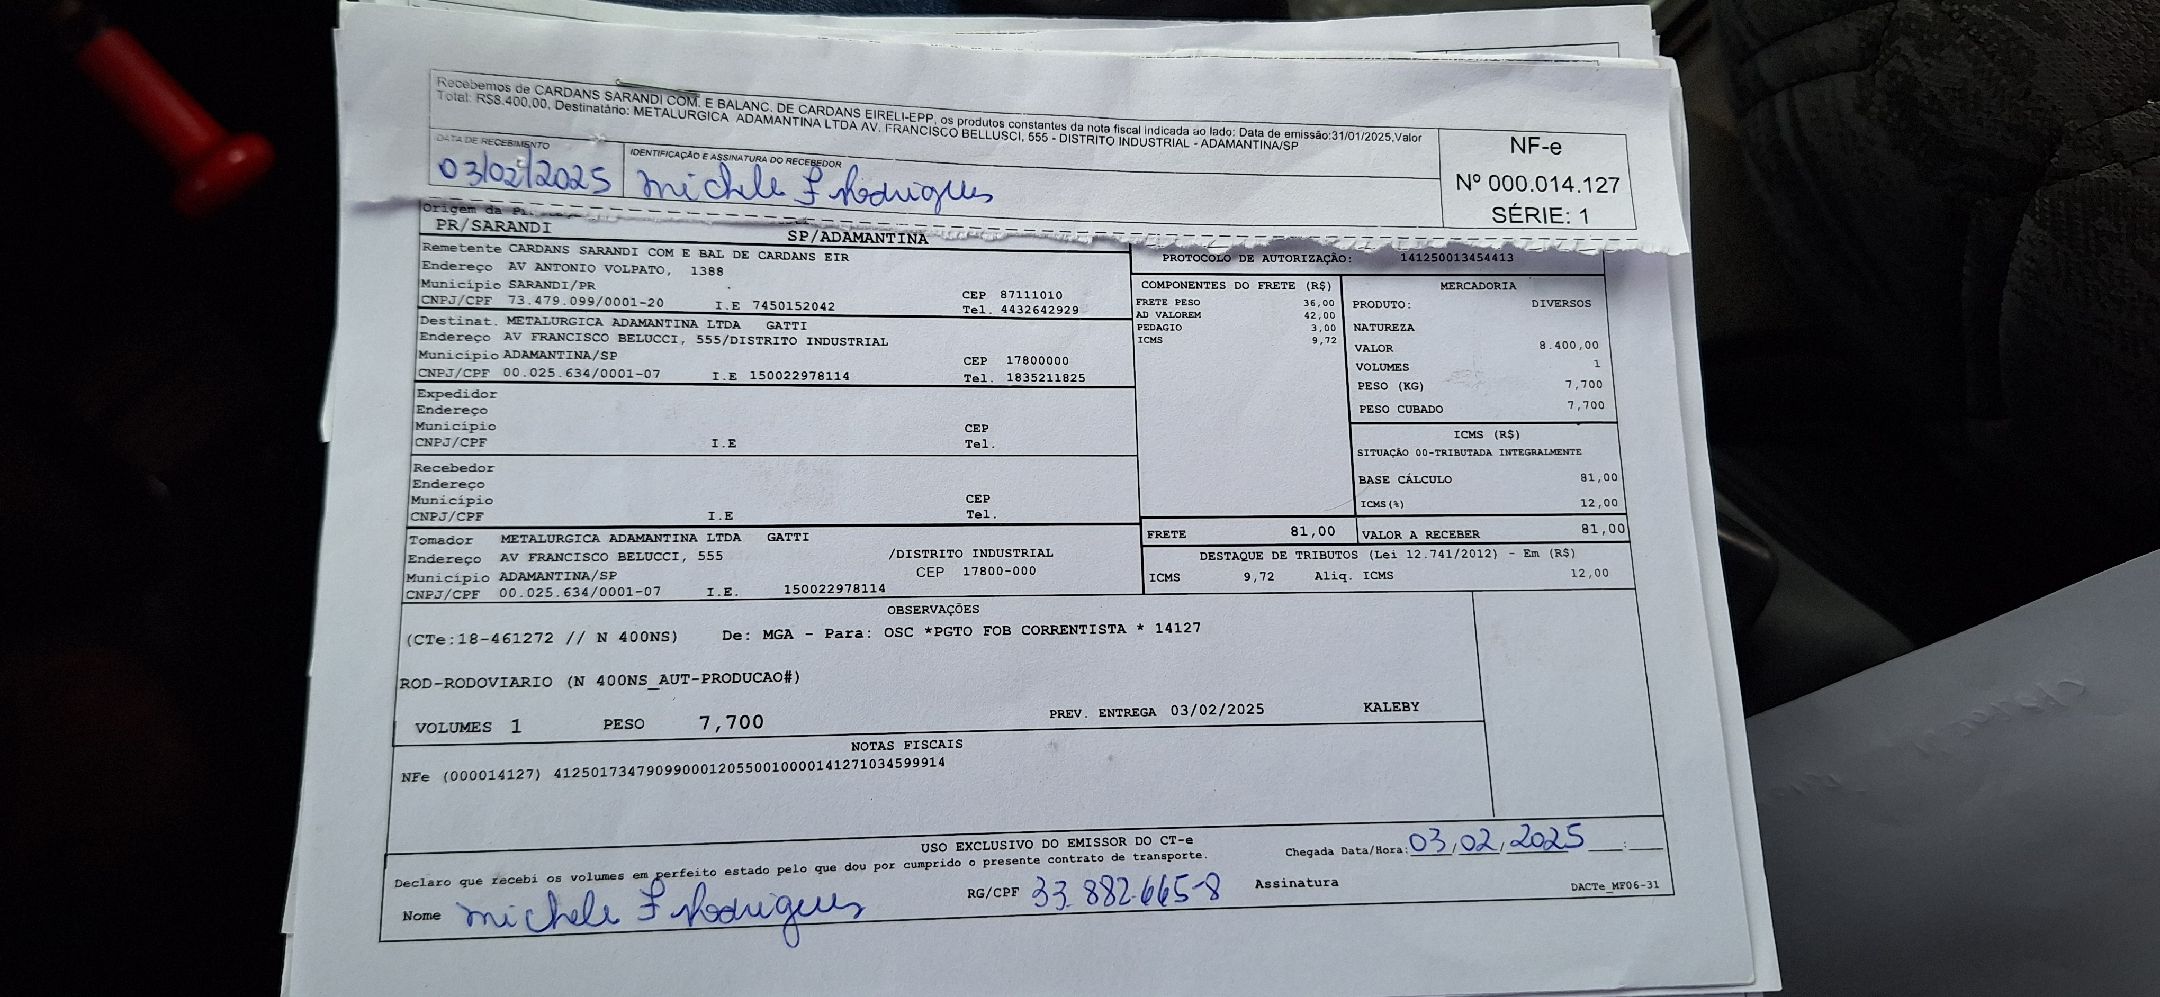 Recebemos de CARDANS SARANDI COM. E BALANC. DE CARDANS EIRELI-EPP, os produtos constantes da nota fiscal indicada ao lado; Data de emissão:31/01/2025,Valor
Total: R$8.400,00, Destinatário: METALURGICA ADAMANTINA LTDA AV. FRANCISCO BELLUSCI, 555 - DISTRITO INDUSTRIAL - ADAMANTINA/SP
DATA DE RECEBIMENTO
03/02/2025
IDENTIFICAÇÃO E ASSINATURA DO RECEBEDOR
Michele F Rodrigues
NF-e
Nº 000.014.127
SÉRIE: 1
Origem da
PR/SARANDI
SP/ADAMANTINA
Remetente CARDANS SARANDI COM E BAL DE CARDANS EIR
Endereço AV ANTONIO VOLPATO, 1388
Município SARANDI/PR CEP 87111010
CNPJ/CPF 73.479.099/0001-20 I.E 7450152042 Tel. 4432642929
Destinat. METALURGICA ADAMANTINA LTDA GATTI
Endereço AV FRANCISCO BELUCCI, 555/DISTRITO INDUSTRIAL
Município ADAMANTINA/SP CEP 17800000
CNPJ/CPF 00.025.634/0001-07 I.E 150022978114 Tel. 1835211825
Expedidor
Endereço
Município CEP
CNPJ/CPF I.E Tel.
Recebedor
Endereço
Município CEP
CNPJ/CPF I.E Tel.
Tomador METALURGICA ADAMANTINA LTDA GATTI
Endereço AV FRANCISCO BELUCCI, 555 /DISTRITO INDUSTRIAL
Município ADAMANTINA/SP CEP 17800-000
CNPJ/CPF 00.025.634/0001-07 I.E. 150022978114
PROTOCOLO DE AUTORIZAÇÃO: 141250013454413
COMPONENTES DO FRETE (R$)
FRETE PESO 36,00
AD VALOREM 42,00
PEDAGIO 3,00
ICMS 9,72
MERCADORIA
PRODUTO: DIVERSOS
NATUREZA
VALOR 8.400,00
VOLUMES 1
PESO (KG) 7,700
PESO CUBADO 7,700
ICMS (R$)
SITUAÇÃO 00-TRIBUTADA INTEGRALMENTE
BASE CÁLCULO 81,00
ICMS(%) 12,00
FRETE 81,00
VALOR A RECEBER 81,00
DESTAQUE DE TRIBUTOS (Lei 12.741/2012) - Em (R$)
ICMS 9,72 Aliq. ICMS 12,00
OBSERVAÇÕES
(CTe:18-461272 // N 400NS) De: MGA - Para: OSC *PGTO FOB CORRENTISTA * 14127
ROD-RODOVIARIO (N 400NS_AUT-PRODUCAO#)
VOLUMES 1 PESO 7,700 PREV. ENTREGA 03/02/2025 KALEBY
NOTAS FISCAIS
NFe (000014127) 41250173479099000120550010000141271034599914
USO EXCLUSIVO DO EMISSOR DO CT-e
Declaro que recebi os volumes em perfeito estado pelo que dou por cumprido o presente contrato de transporte.
Chegada Data/Hora: 03/02/2025 __:__
Nome Michele F Rodrigues RG/CPF 33.882.665-8 Assinatura
DACTe_MF06-31